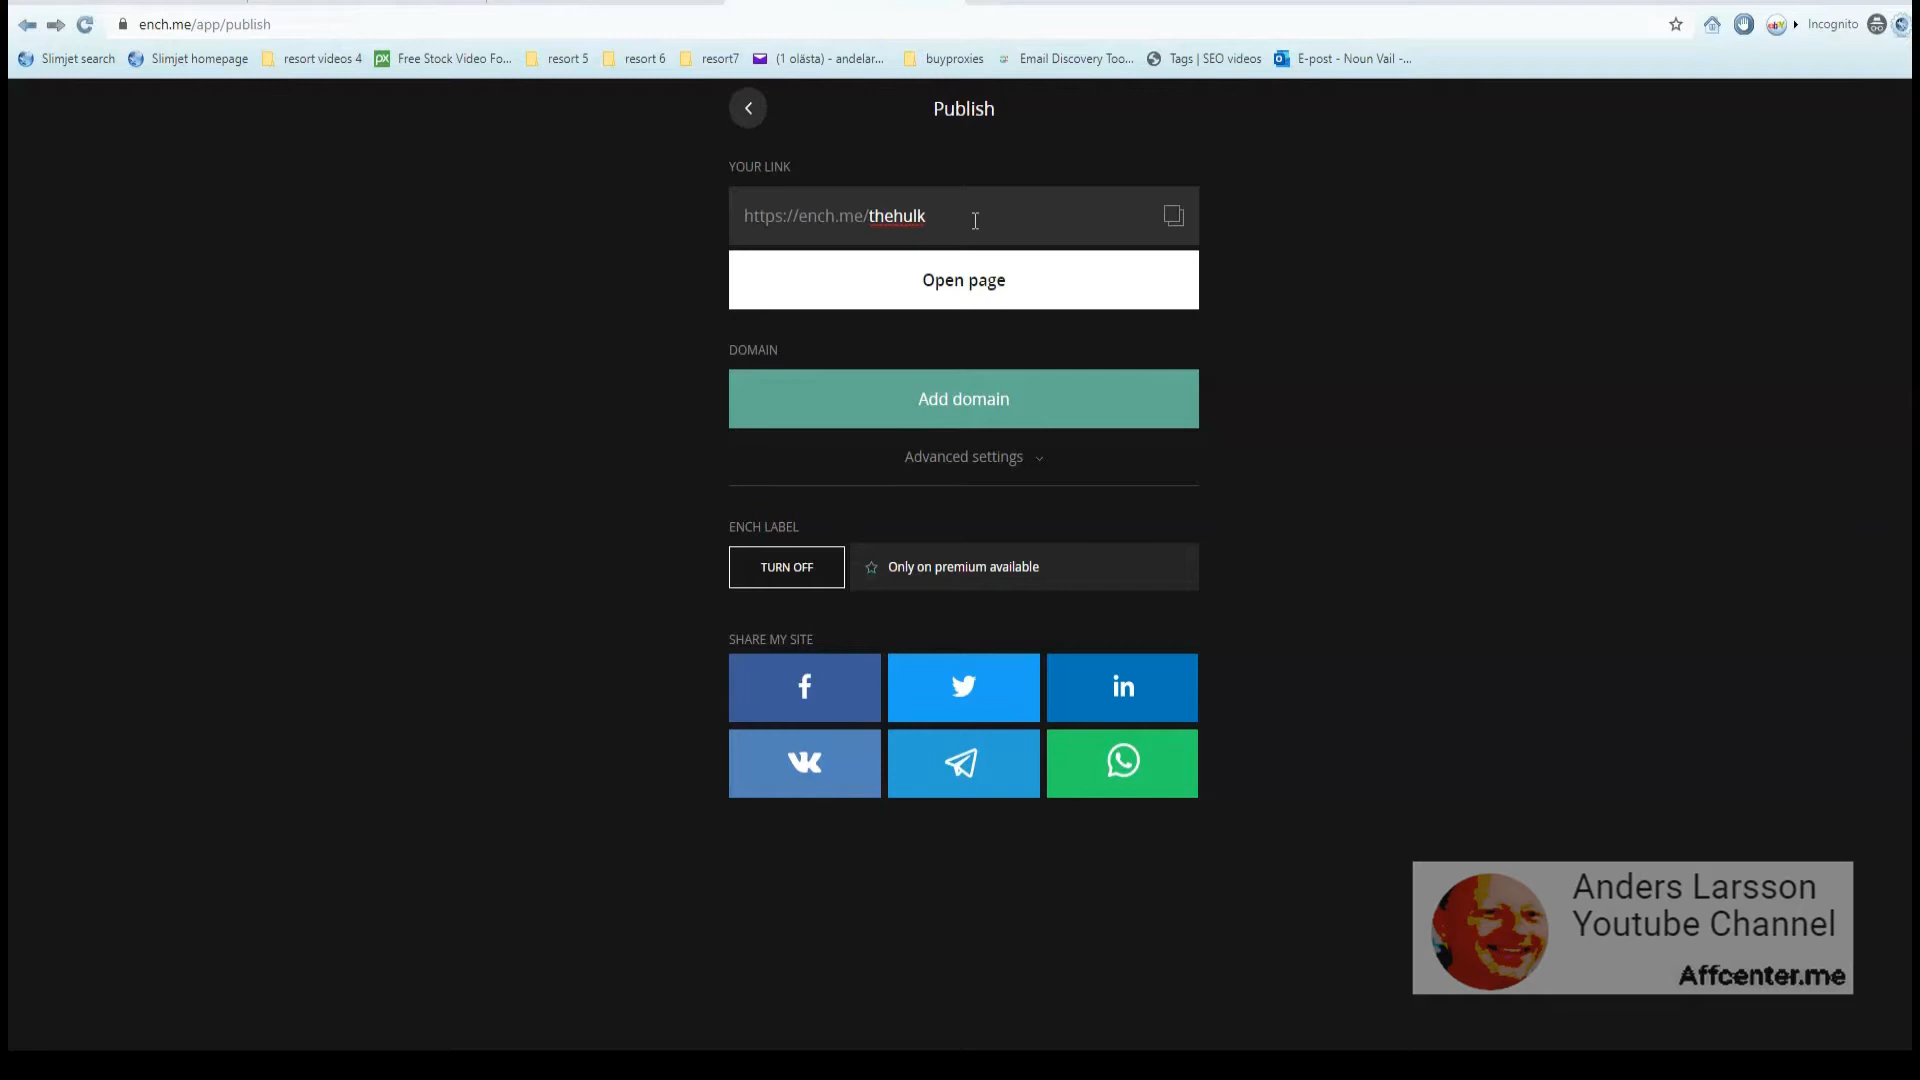 ench.me/app/publish
Incognito
Slimjet search
Slimjet homepage
resort videos 4
Free Stock Video Fo...
resort 5
resort 6
resort7
(1 olästa) - andelar...
buyproxies
Email Discovery Too...
Tags | SEO videos
E-post - Noun Vail -...
Publish
YOUR LINK
https://ench.me/thehulk
Open page
DOMAIN
Add domain
Advanced settings
ENCH LABEL
TURN OFF
Only on premium available
SHARE MY SITE
Anders Larsson
Youtube Channel
Affcenter.me